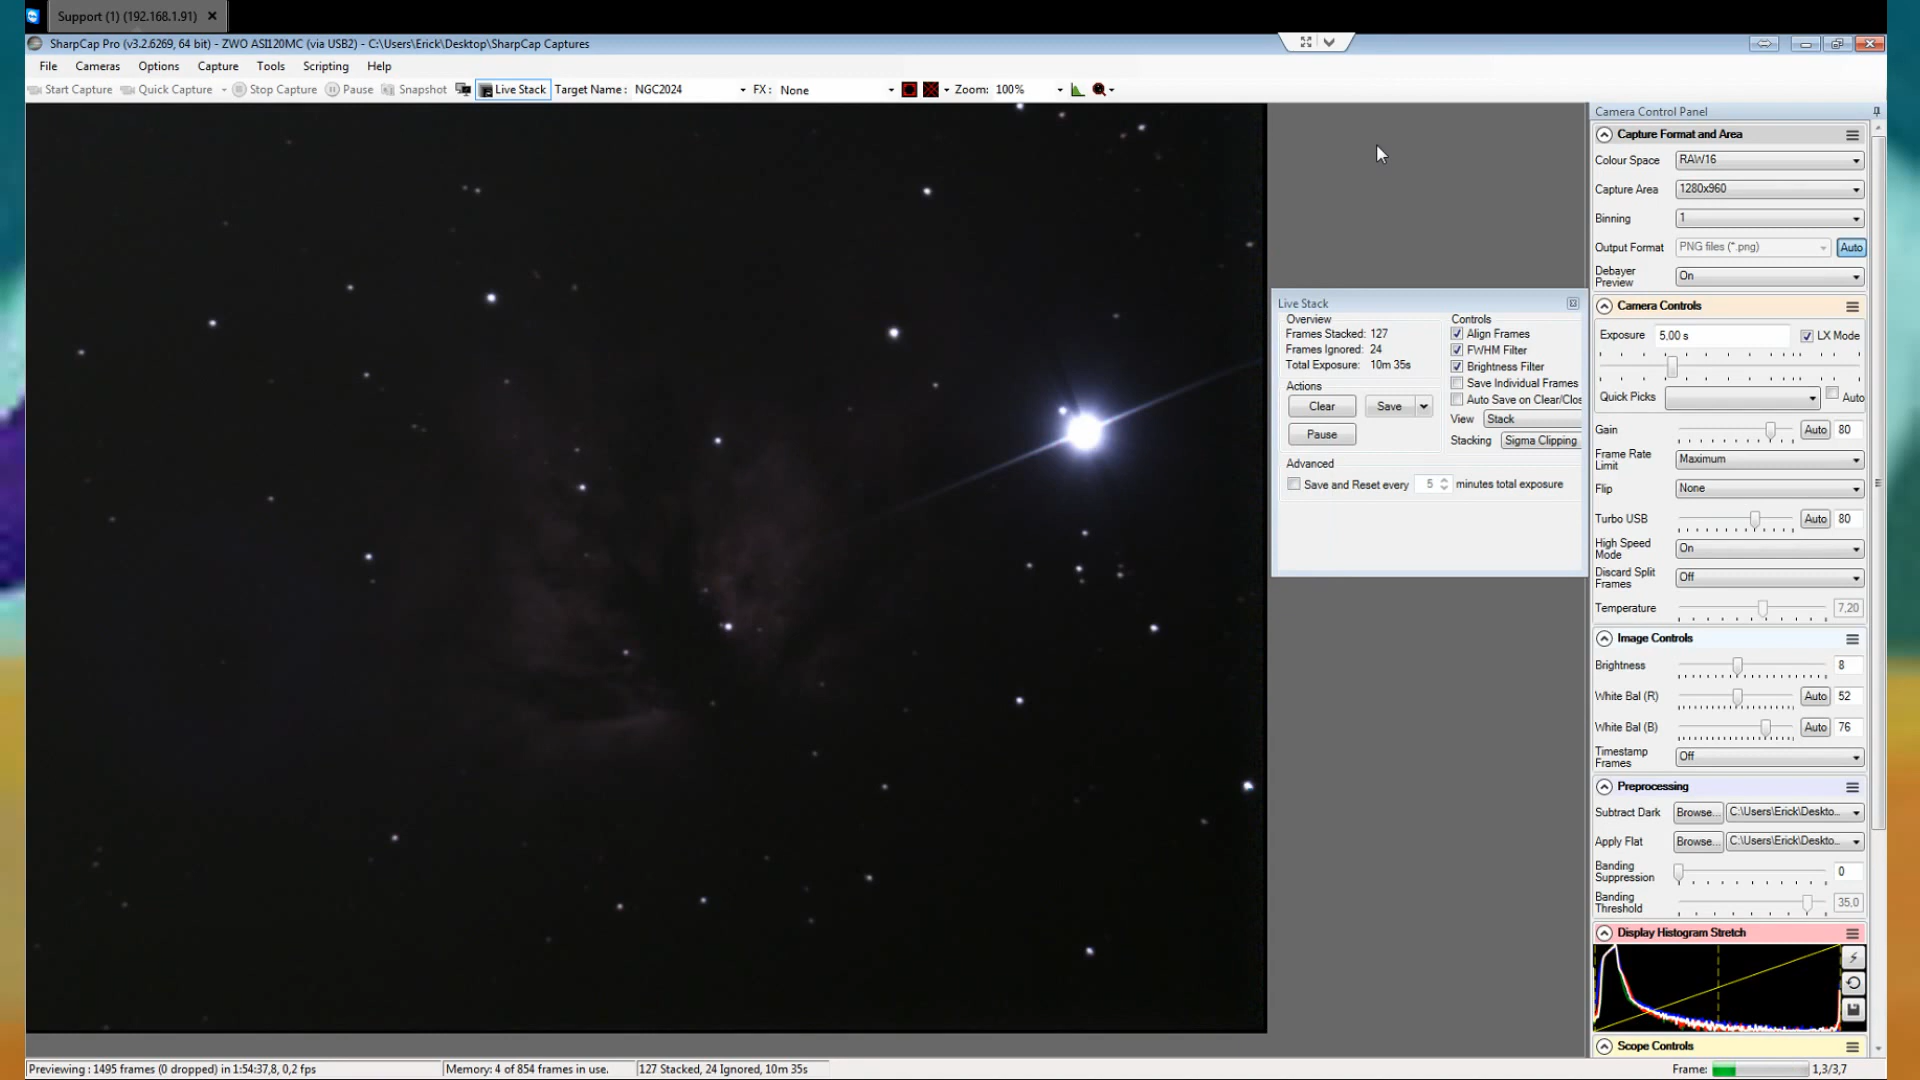 Support (1) (192.168.1.91)
SharpCap Pro (v3.2.6269, 64 bit) - ZWO ASI120MC (via USB2) - C:\Users\Erick\Desktop\SharpCap Captures
File Cameras Options Capture Tools Scripting Help
Start Capture Quick Capture Stop Capture Pause Snapshot Live Stack Target Name : NGC2024 FX : None Zoom: 100%
Live Stack
Overview
Frames Stacked: 127
Frames Ignored: 24
Total Exposure: 10m 35s
Actions
Clear Save
Pause
Controls
Align Frames
FWHM Filter
Brightness Filter
Save Individual Frames
Auto Save on Clear/Clos
View Stack
Stacking Sigma Clipping
Advanced
Save and Reset every 5 minutes total exposure
Camera Control Panel
Capture Format and Area
Colour Space RAW16
Capture Area 1280x960
Binning 1
Output Format PNG files (*.png) Auto
Debayer
Preview On
Camera Controls
Exposure 5,00 s LX Mode
Quick Picks Auto
Gain Auto 80
Frame Rate
Limit Maximum
Flip None
Turbo USB Auto 80
High Speed
Mode On
Discard Split
Frames Off
Temperature 7,20
Image Controls
Brightness 8
White Bal (R) Auto 52
White Bal (B) Auto 76
Timestamp
Frames Off
Preprocessing
Subtract Dark Browse... C:\Users\Erick\Deskto...
Apply Flat Browse... C:\Users\Erick\Deskto...
Banding
Suppression 0
Banding
Threshold 35,0
Display Histogram Stretch
Scope Controls
Previewing : 1495 frames (0 dropped) in 1:54:37,8, 0,2 fps Memory: 4 of 854 frames in use. 127 Stacked, 24 Ignored, 10m 35s Frame: 1,3/3,7